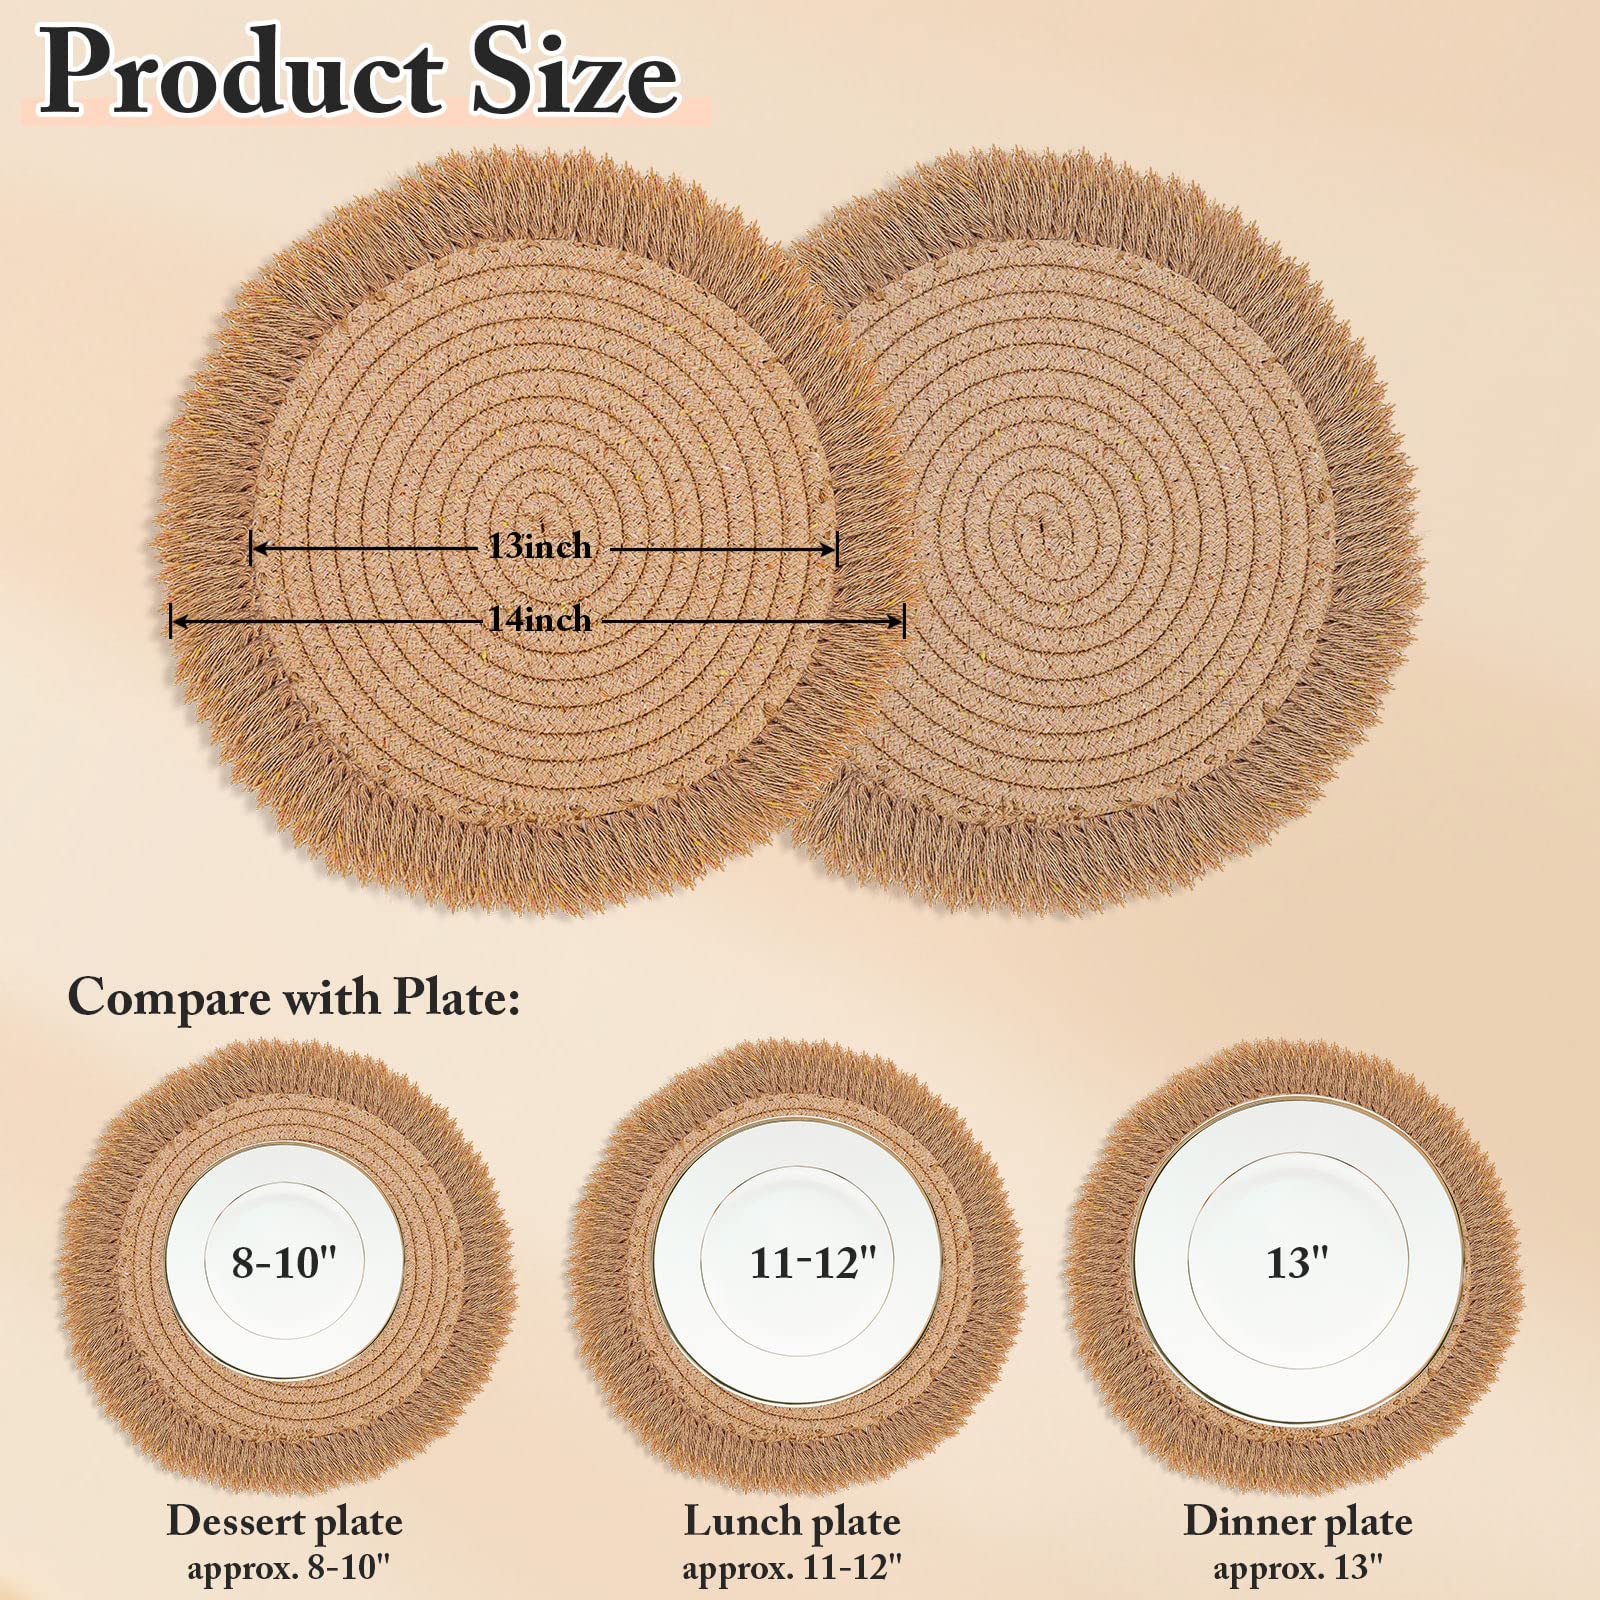 Product Size
13inch
14inch
Compare with Plate:
8-10"
11-12"
13"
Dessert plate
approx. 8-10"
Lunch plate
approx. 11-12"
Dinner plate
approx. 13"